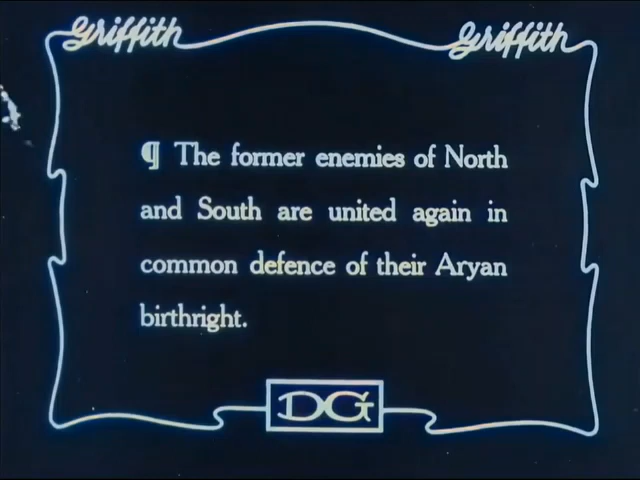 Griffith Griffith
¶ The former enemies of North
and South are united again in
common defence of their Aryan
birthright.
DG